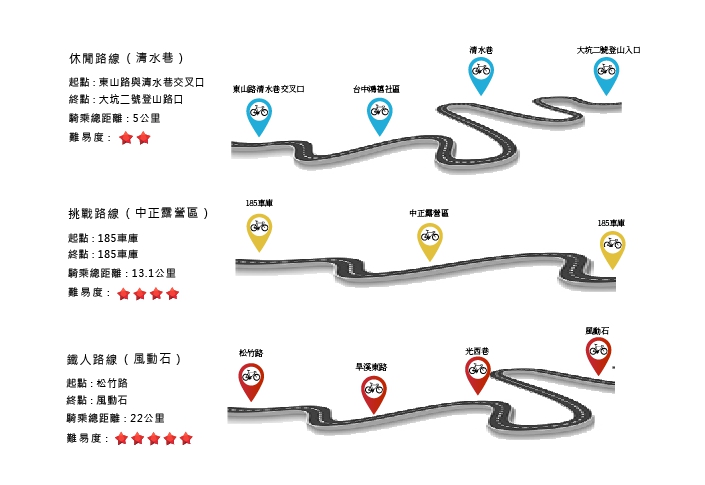 休閒路線（清水巷）
起點：東山路與清水巷交叉口
終點：大坑二號登山路口
騎乘總距離：5公里
難易度：
東山路清水巷交叉口
台中鴻禧社區
清水巷
大坑二號登山入口
挑戰路線（中正露營區）
起點：185車庫
終點：185車庫
騎乘總距離：13.1公里
難易度：
185車庫
中正露營區
185車庫
鐵人路線（風動石）
起點：松竹路
終點：風動石
騎乘總距離：22公里
難易度：
松竹路
旱溪東路
光西巷
風動石